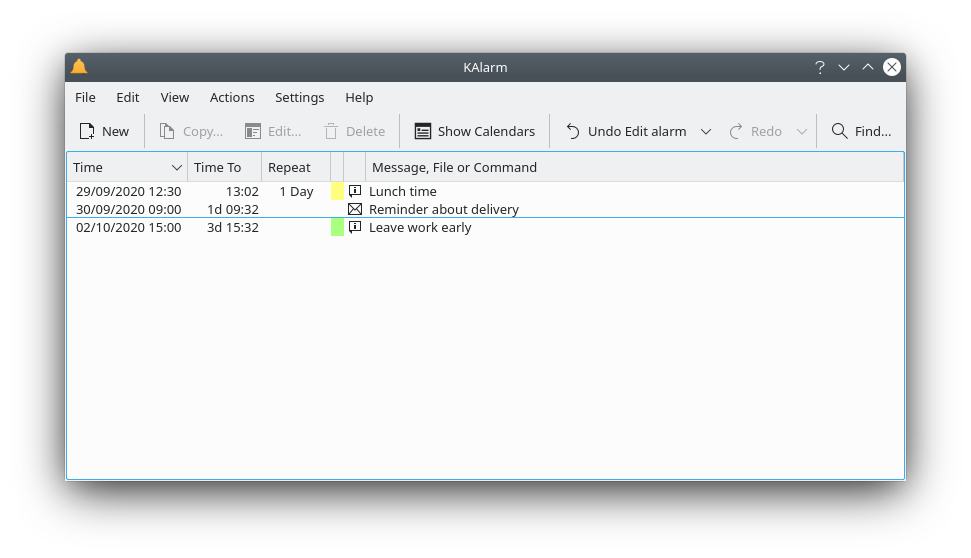 KAlarm
File Edit View Actions Settings Help
New Copy... Edit... Delete Show Calendars Undo Edit alarm Redo Find...
Time Time To Repeat Message, File or Command
29/09/2020 12:30 13:02 1 Day Lunch time
30/09/2020 09:00 1d 09:32 Reminder about delivery
02/10/2020 15:00 3d 15:32 Leave work early